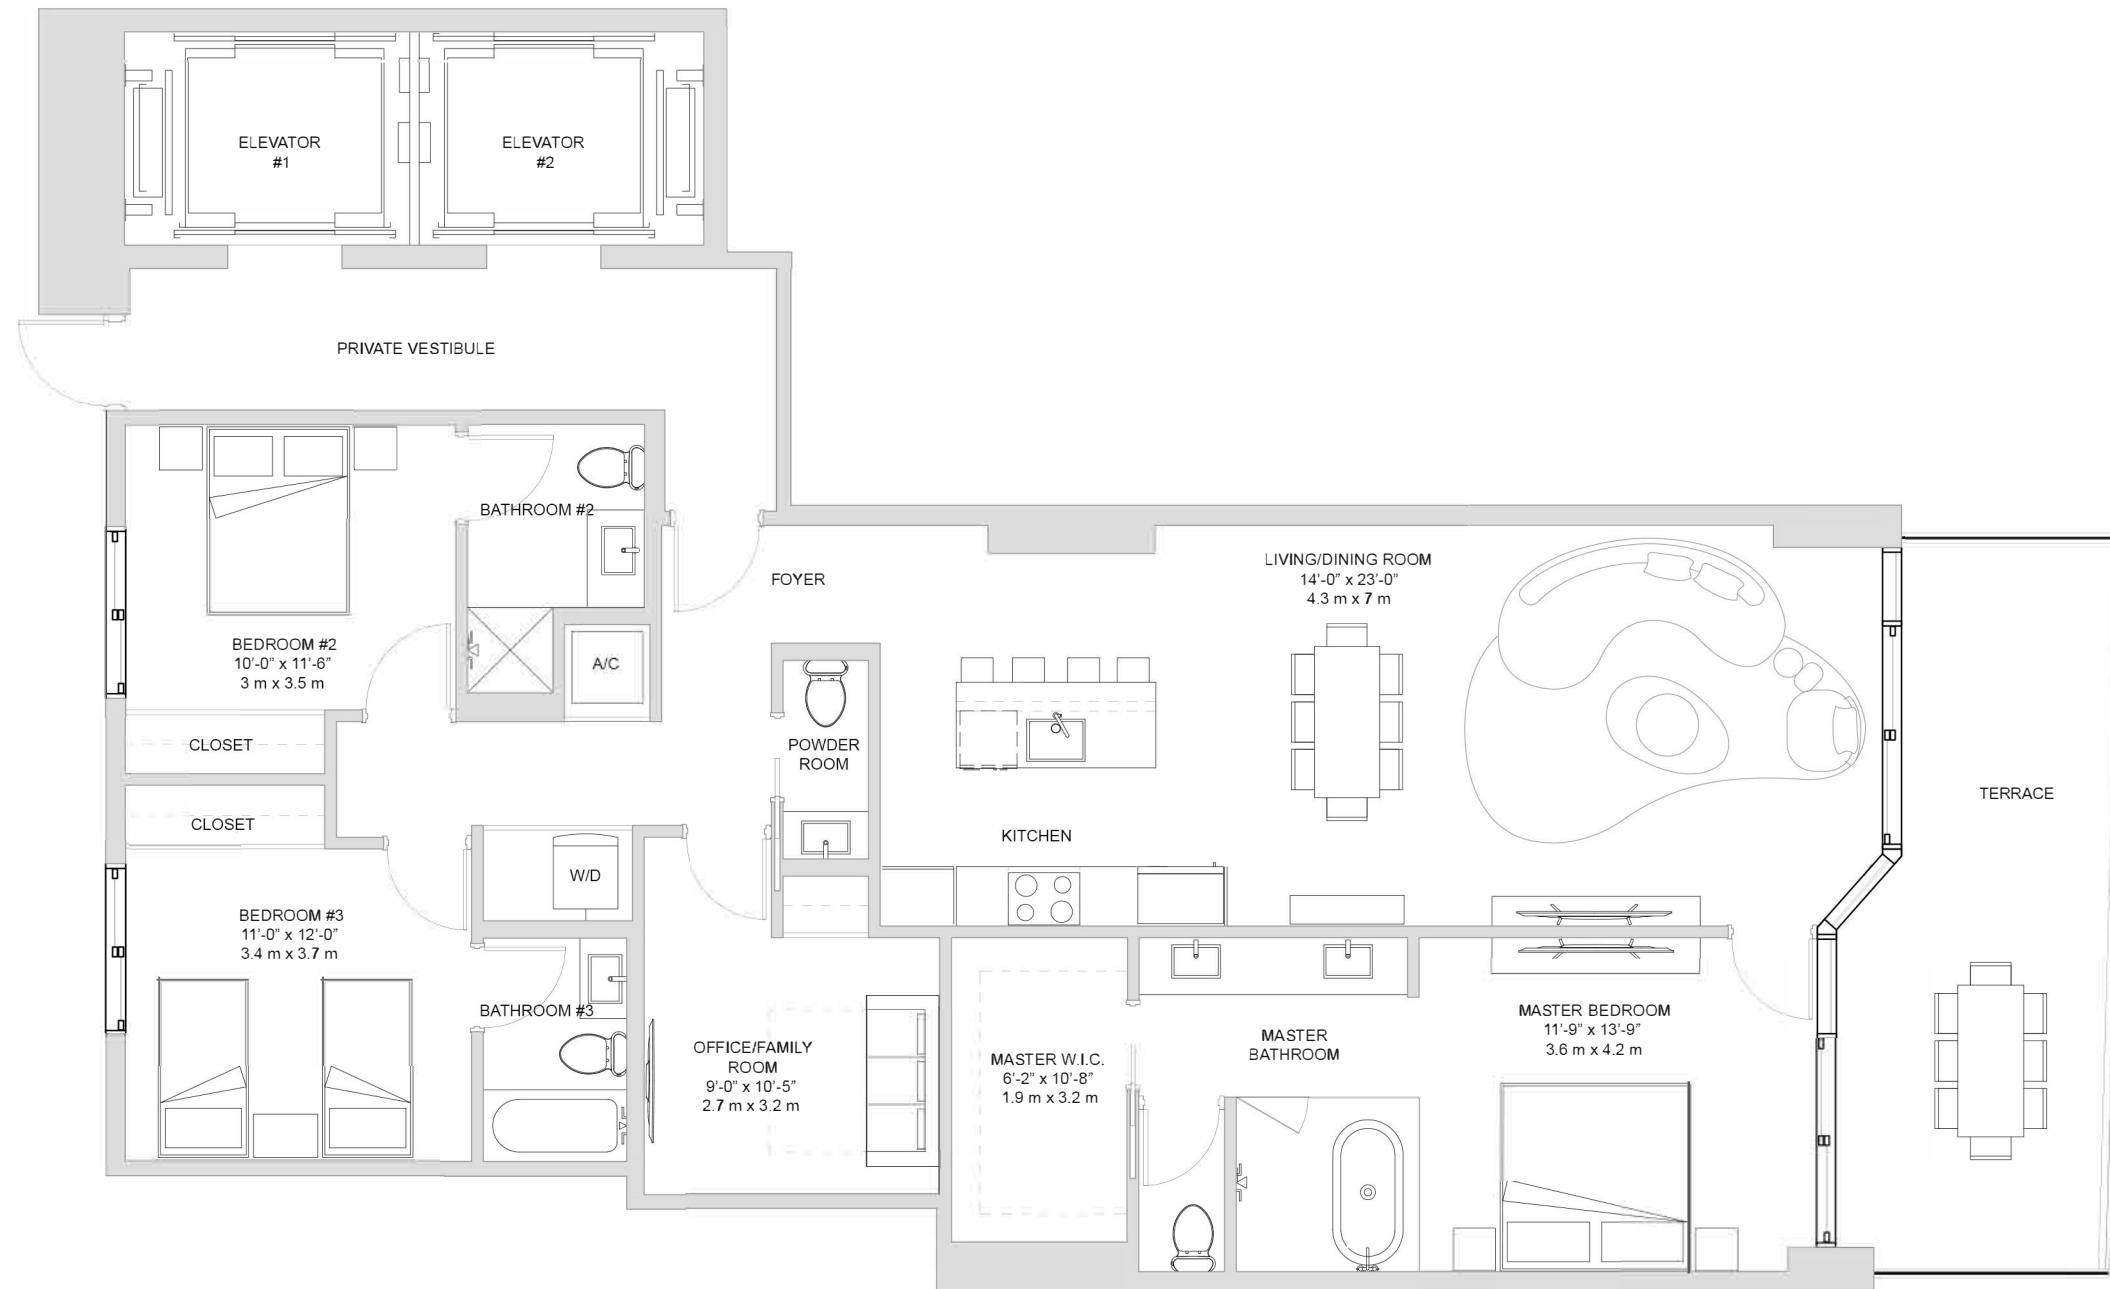 ELEVATOR
#1
ELEVATOR
#2
PRIVATE VESTIBULE
BATHROOM #2
FOYER
LIVING/DINING ROOM
14'-0” x 23'-0”
4.3 m x 7 m
BEDROOM #2
10'-0” x 11'-6”
3 m x 3.5 m
A/C
CLOSET
POWDER
ROOM
CLOSET
KITCHEN
TERRACE
W/D
BEDROOM #3
11'-0” x 12'-0”
3.4 m x 3.7 m
BATHROOM #3
OFFICE/FAMILY
ROOM
9'-0” x 10'-5”
2.7 m x 3.2 m
MASTER W.I.C.
6'-2” x 10'-8”
1.9 m x 3.2 m
MASTER
BATHROOM
MASTER BEDROOM
11'-9” x 13'-9”
3.6 m x 4.2 m